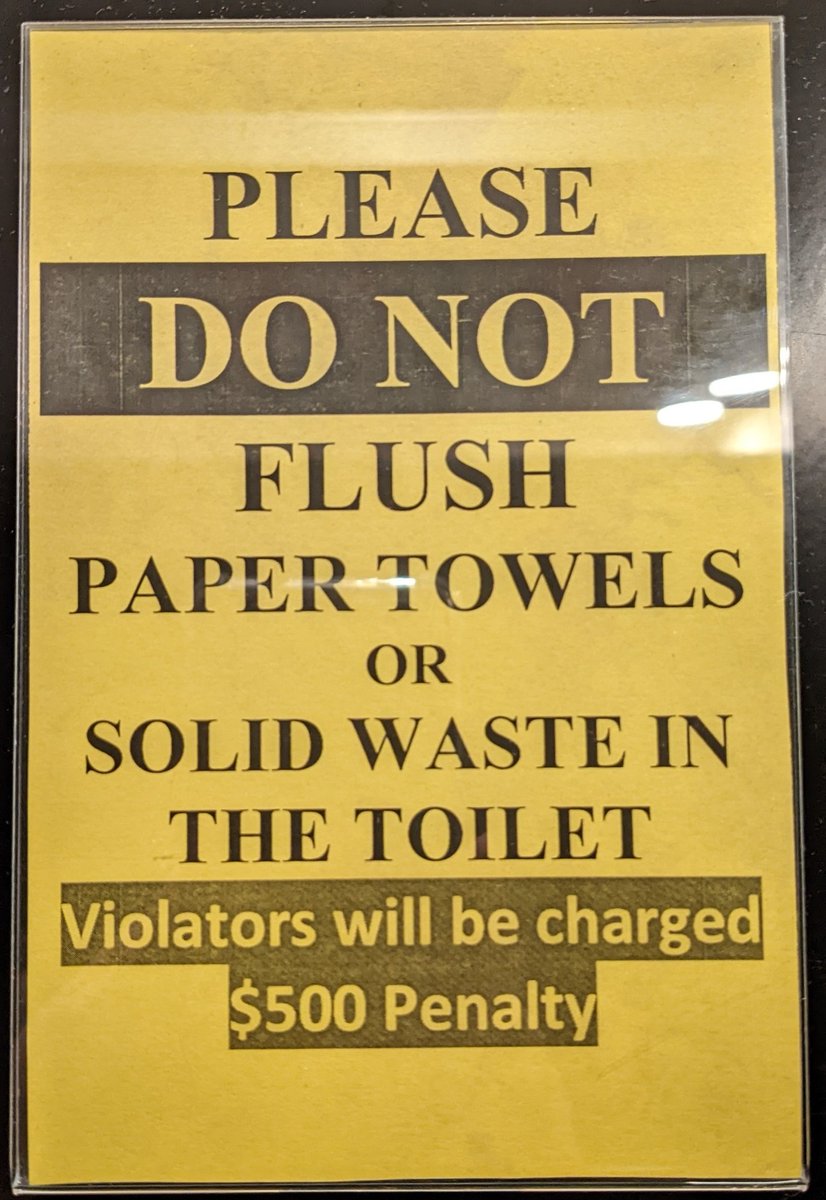 PLEASE
DO NOT
FLUSH
PAPER TOWELS
OR
SOLID WASTE IN
THE TOILET
Violators will be charged
$500 Penalty